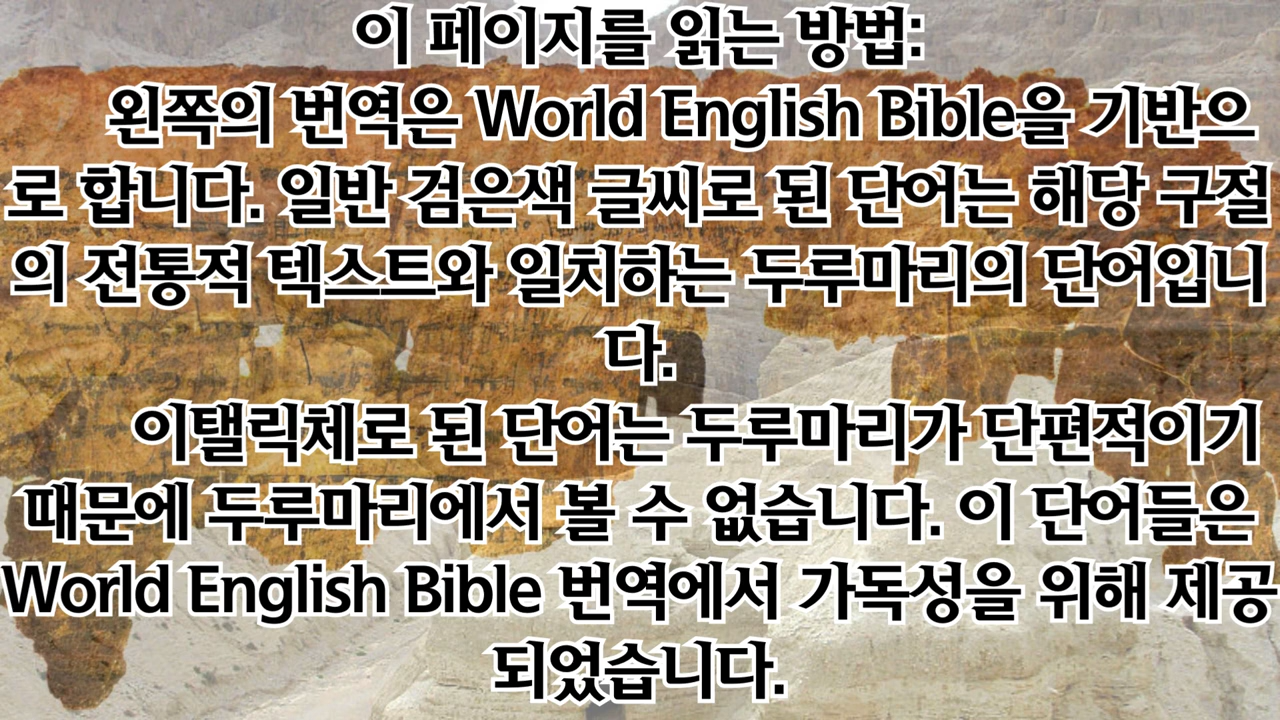 이 페이지를 읽는 방법:
왼쪽의 번역은 World English Bible을 기반으
로 합니다. 일반 검은색 글씨로 된 단어는 해당 구절
의 전통적 텍스트와 일치하는 두루마리의 단어입니
다.
이탤릭체로 된 단어는 두루마리가 단편적이기
때문에 두루마리에서 볼 수 없습니다. 이 단어들은
World English Bible 번역에서 가독성을 위해 제공
되었습니다.